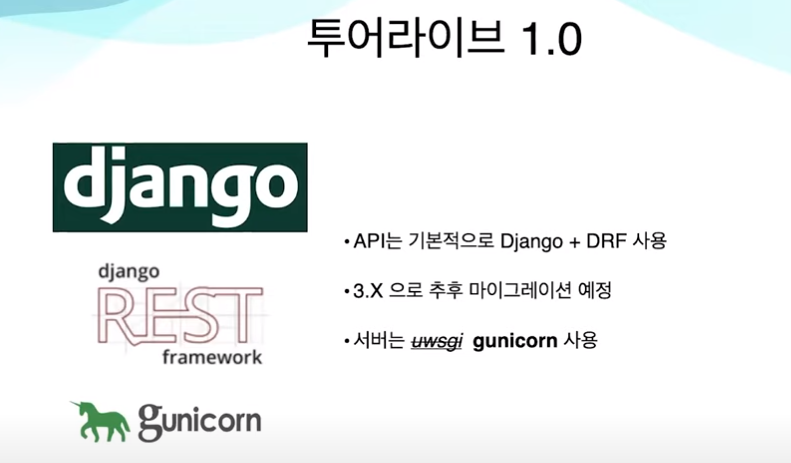 투어라이브 1.0
django
django
REST
framework
gunicorn
•API는 기본적으로 Django + DRF 사용
•3.X 으로 추후 마이그레이션 예정
•서버는 uwsgi gunicorn 사용